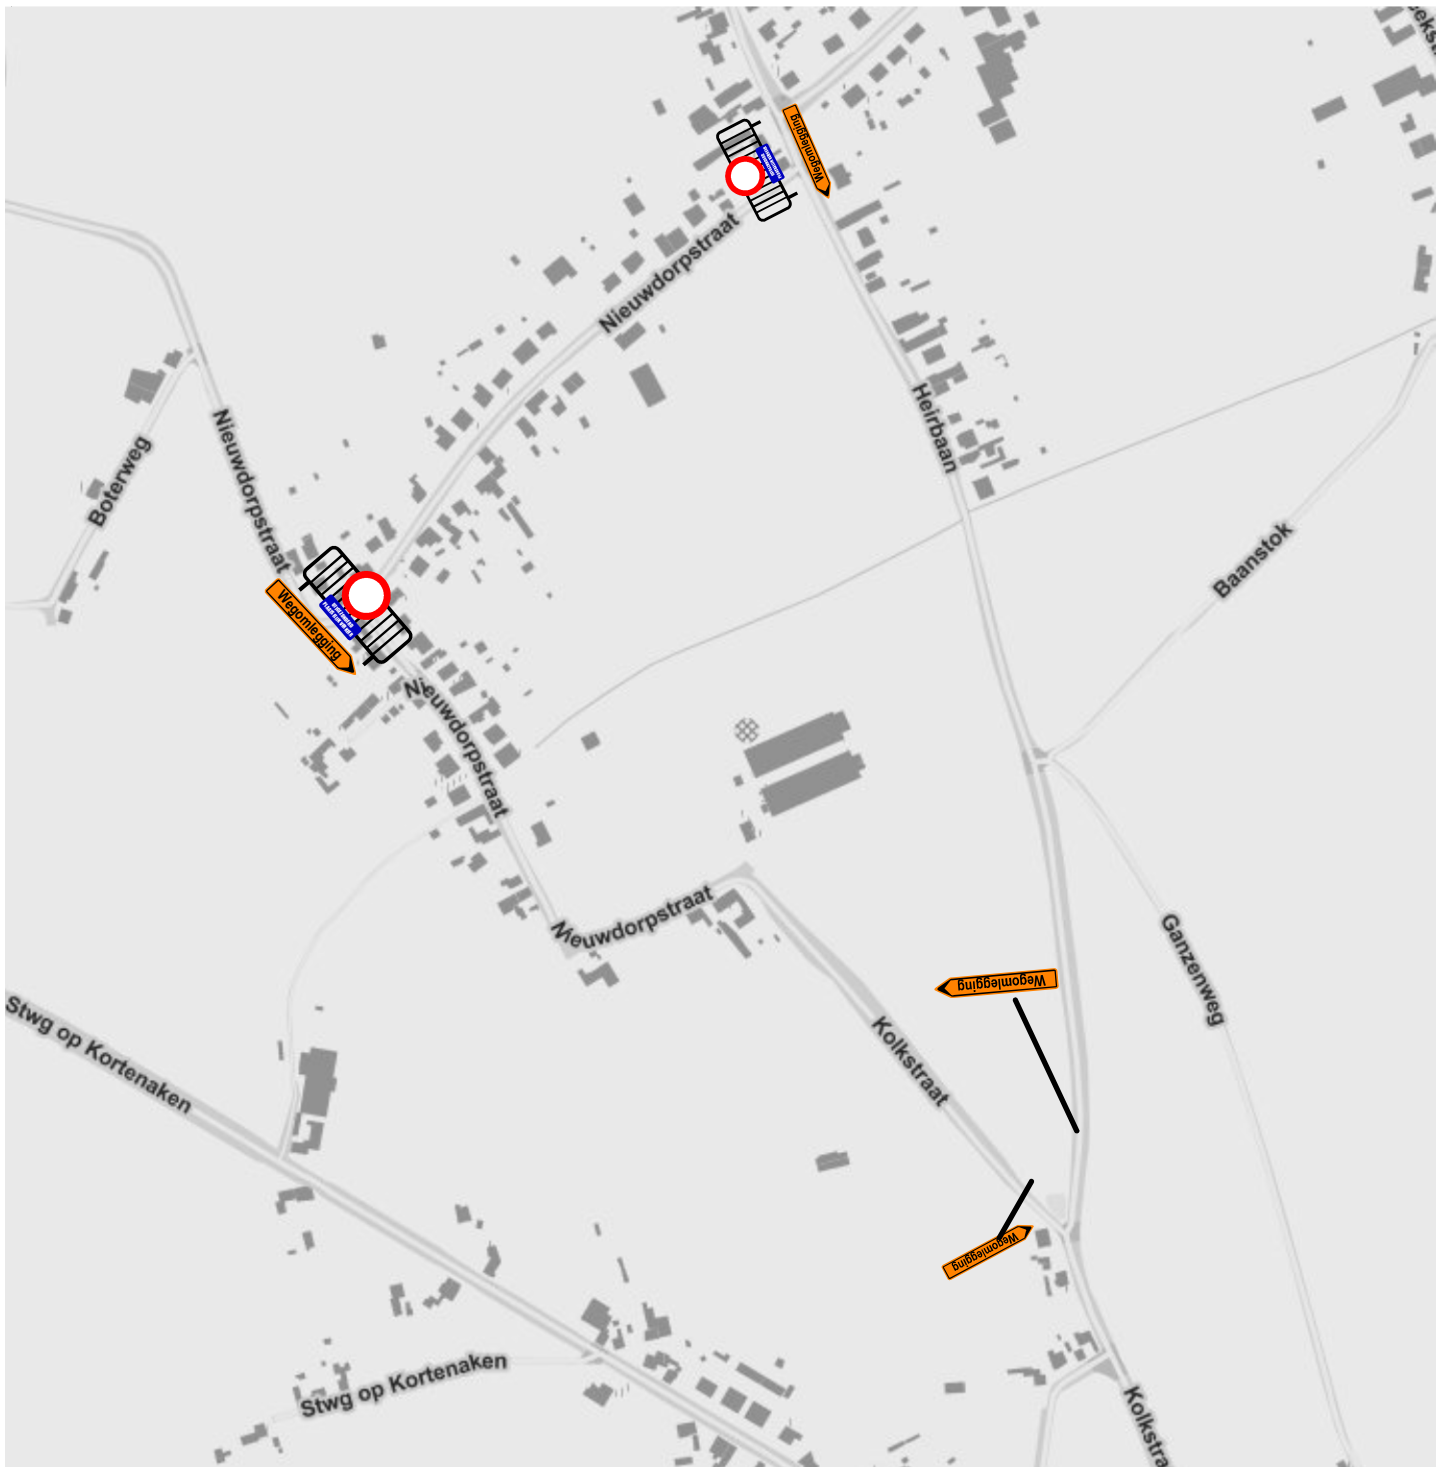 Wegomlegging
Nieuwdorpstraat
Heirbaan
Nieuwdorpstraat
Boterweg
Baanstok
Wegomlegging
Nieuwdorpstraat
Nieuwdorpstraat
Ganzenweg
Wegomlegging
Stwg op Kortenaken
Kolkstraat
Wegomlegging
Stwg op Kortenaken
Kolkstra